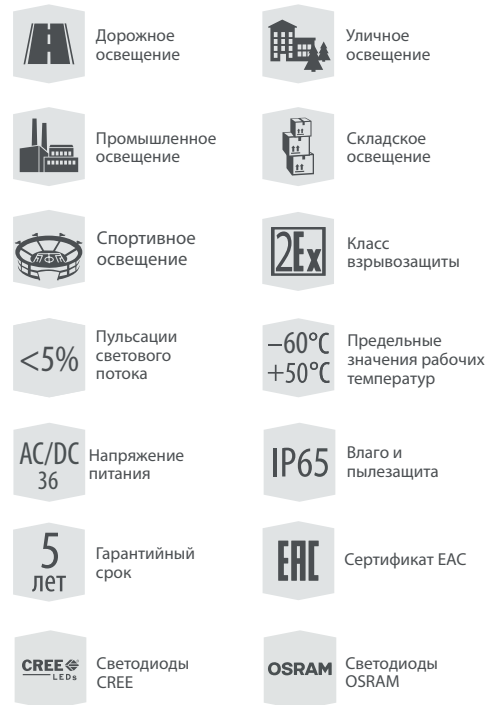 Дорожное
освещение
Уличное
освещение
Промышленное
освещение
Складское
освещение
Спортивное
освещение
2Ex
Класс
взрывозащиты
<5%
Пульсации
светового
потока
−60°C
+50°C
Предельные
значения рабочих
температур
AC/DC
36
Напряжение
питания
IP65
Влаго и
пылезащита
5
лет
Гарантийный
срок
EAC
Сертификат ЕАС
CREE
LEDs
Светодиоды
CREE
OSRAM
Светодиоды
OSRAM